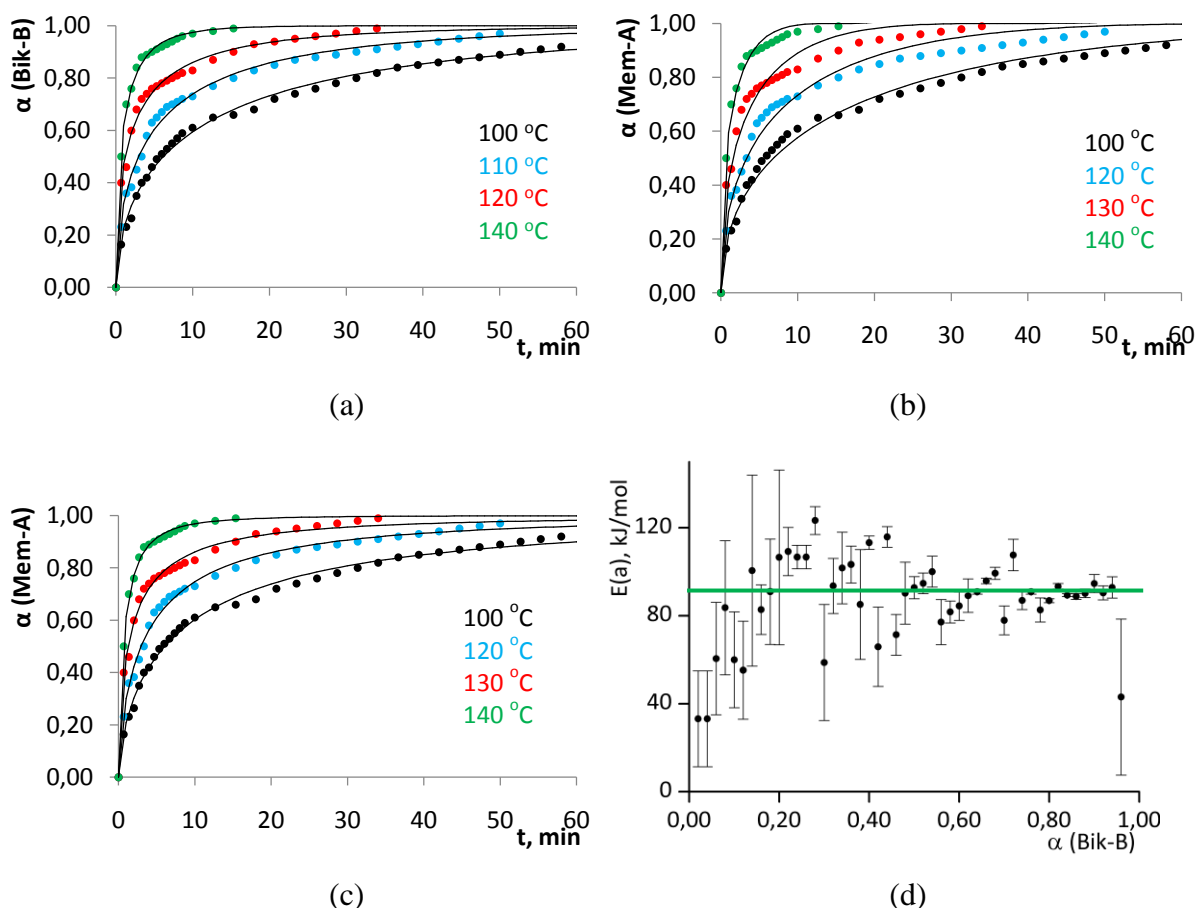 α (Bik-B)
1,00
0,80
0,60
0,40
0,20
0,00
100 °C
110 °C
120 °C
140 °C
0 10 20 30 40 50 60
t, min
(a)
α (Mem-A)
1,00
0,80
0,60
0,40
0,20
0,00
100 °C
120 °C
130 °C
140 °C
0 10 20 30 40 50 60
t, min
(b)
α (Mem-A)
1,00
0,80
0,60
0,40
0,20
0,00
100 °C
120 °C
130 °C
140 °C
0 10 20 30 40 50 60
t, min
(c)
E(a), kJ/mol
120
80
40
0
0,00 0,20 0,40 0,60 0,80 1,00
α (Bik-B)
(d)